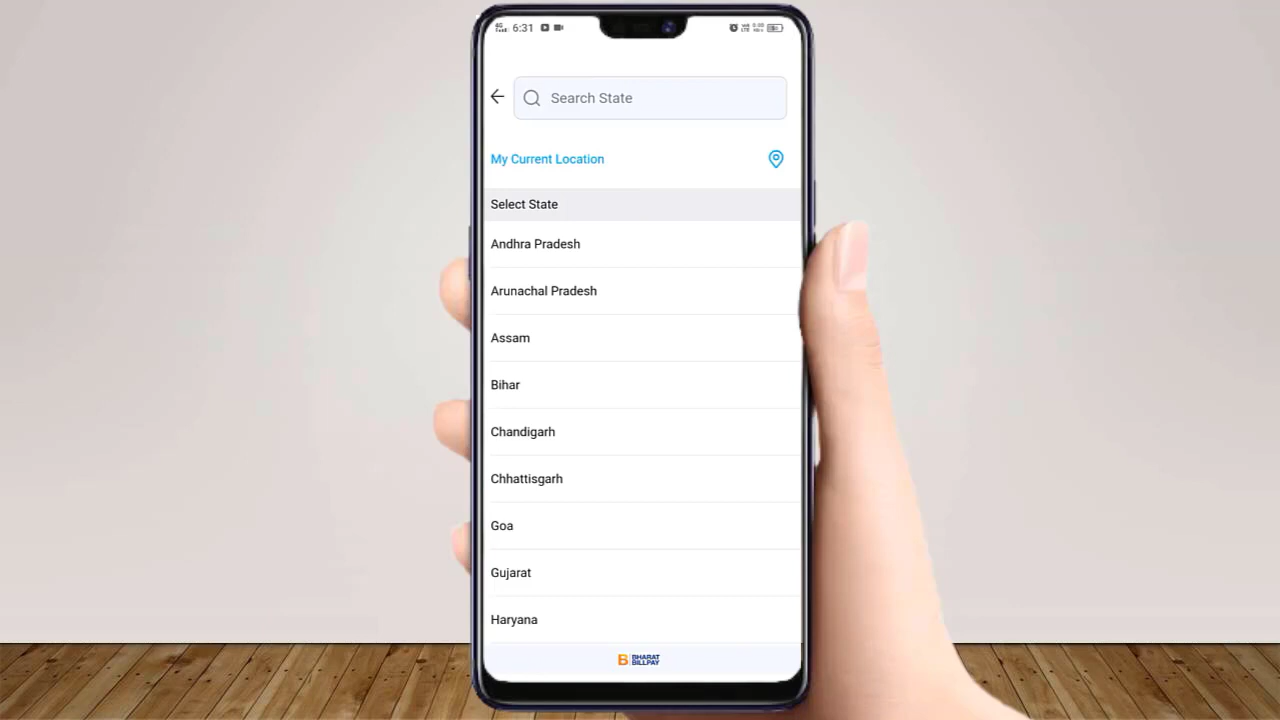 6:31
Search State
My Current Location
Select State
Andhra Pradesh
Arunachal Pradesh
Assam
Bihar
Chandigarh
Chhattisgarh
Goa
Gujarat
Haryana
B BHARAT
BILLPAY